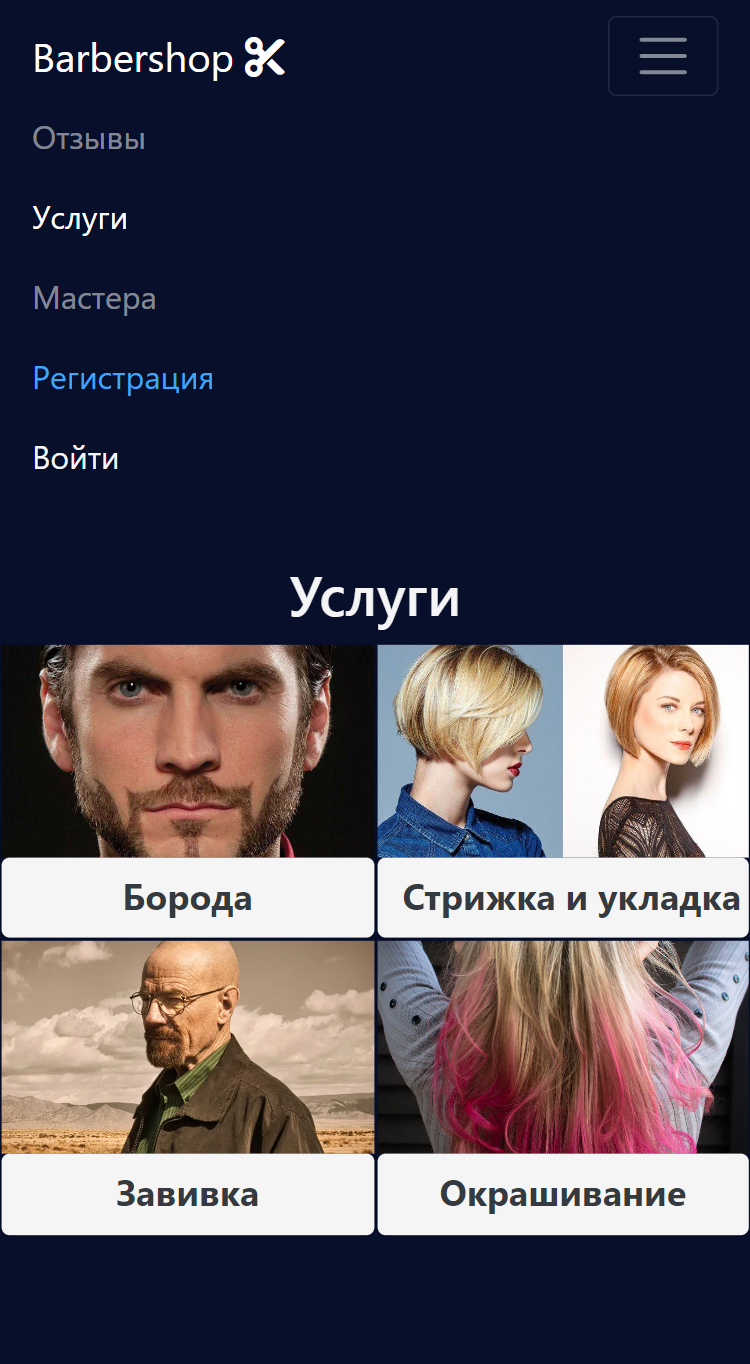 Barbershop
Отзывы
Услуги
Мастера
Регистрация
Войти
Услуги
Борода
Стрижка и укладка
Завивка
Окрашивание